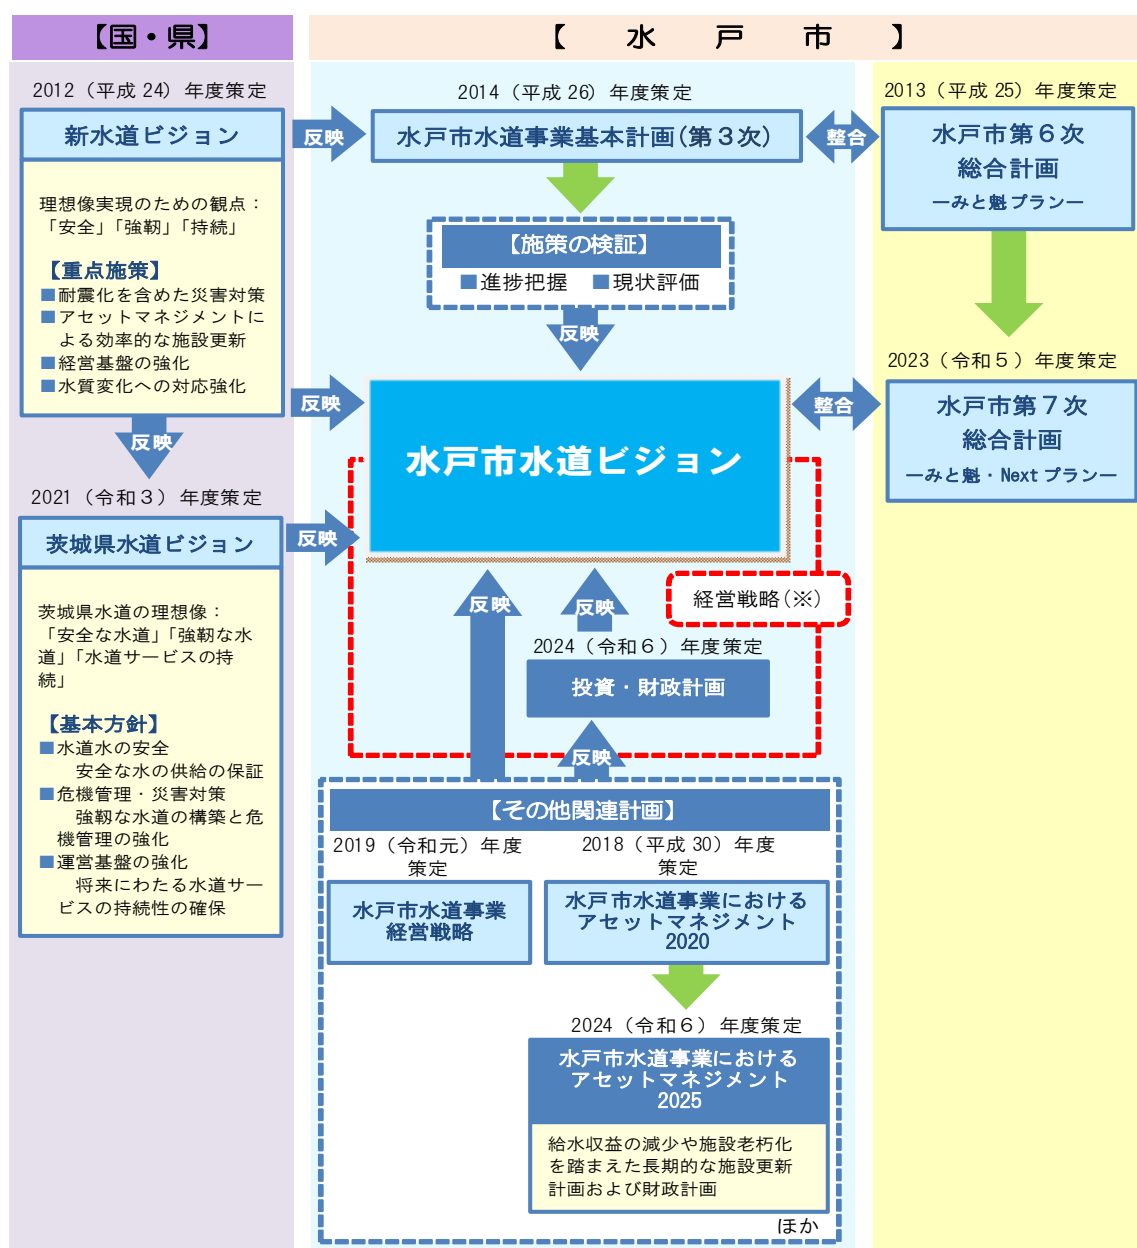 【国・県】
2012（平成 24）年度策定
新水道ビジョン
理想像実現のための観点：
「安全」「強靭」「持続」
【重点施策】
■耐震化を含めた災害対策
■アセットマネジメントに
よる効率的な施設更新
■経営基盤の強化
■水質変化への対応強化
反映
2021（令和３）年度策定
茨城県水道ビジョン
茨城県水道の理想像：
「安全な水道」「強靭な水
道」「水道サービスの持
続」
【基本方針】
■水道水の安全
安全な水の供給の保証
■危機管理・災害対策
強靭な水道の構築と危
機管理の強化
■運営基盤の強化
将来にわたる水道サー
ビスの持続性の確保
【 水 戸 市 】
2014（平成 26）年度策定
反映
水戸市水道事業基本計画（第３次）
整合
【施策の検証】
■進捗把握 ■現状評価
反映
反映
水戸市水道ビジョン
整合
反映
経営戦略（※）
反映
反映
2024（令和６）年度策定
投資・財政計画
反映
【その他関連計画】
2019（令和元）年度
策定
水戸市水道事業
経営戦略
2018（平成 30）年度
策定
水戸市水道事業における
アセットマネジメント
2020
2024（令和６）年度策定
水戸市水道事業における
アセットマネジメント
2025
給水収益の減少や施設老朽化
を踏まえた長期的な施設更新
計画および財政計画
ほか
2013（平成 25）年度策定
水戸市第６次
総合計画
―みと魁プラン―
2023（令和５）年度策定
水戸市第７次
総合計画
―みと魁・Next プラン―